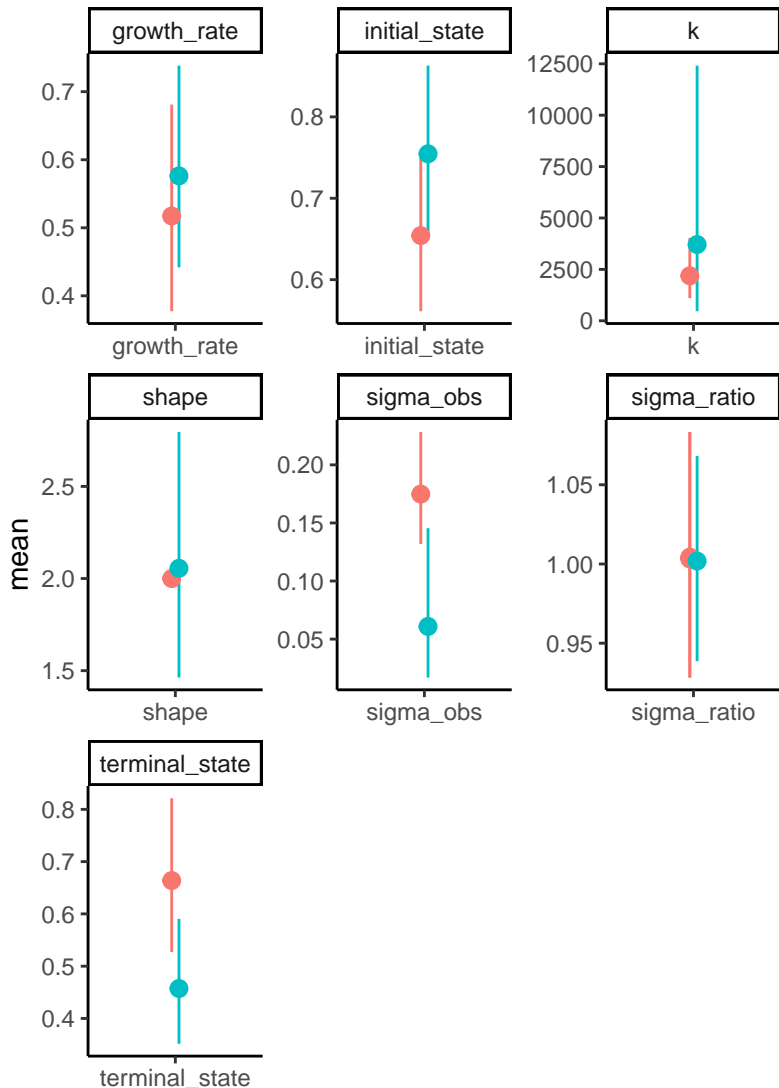 mean
growth_rate
0.7
0.6
0.5
0.4
growth_rate
initial_state
0.8
0.7
0.6
initial_state
k
12500
10000
7500
5000
2500
0
k
shape
2.5
2.0
1.5
shape
sigma_obs
0.20
0.15
0.10
0.05
sigma_obs
sigma_ratio
1.05
1.00
0.95
sigma_ratio
terminal_state
0.8
0.7
0.6
0.5
0.4
terminal_state